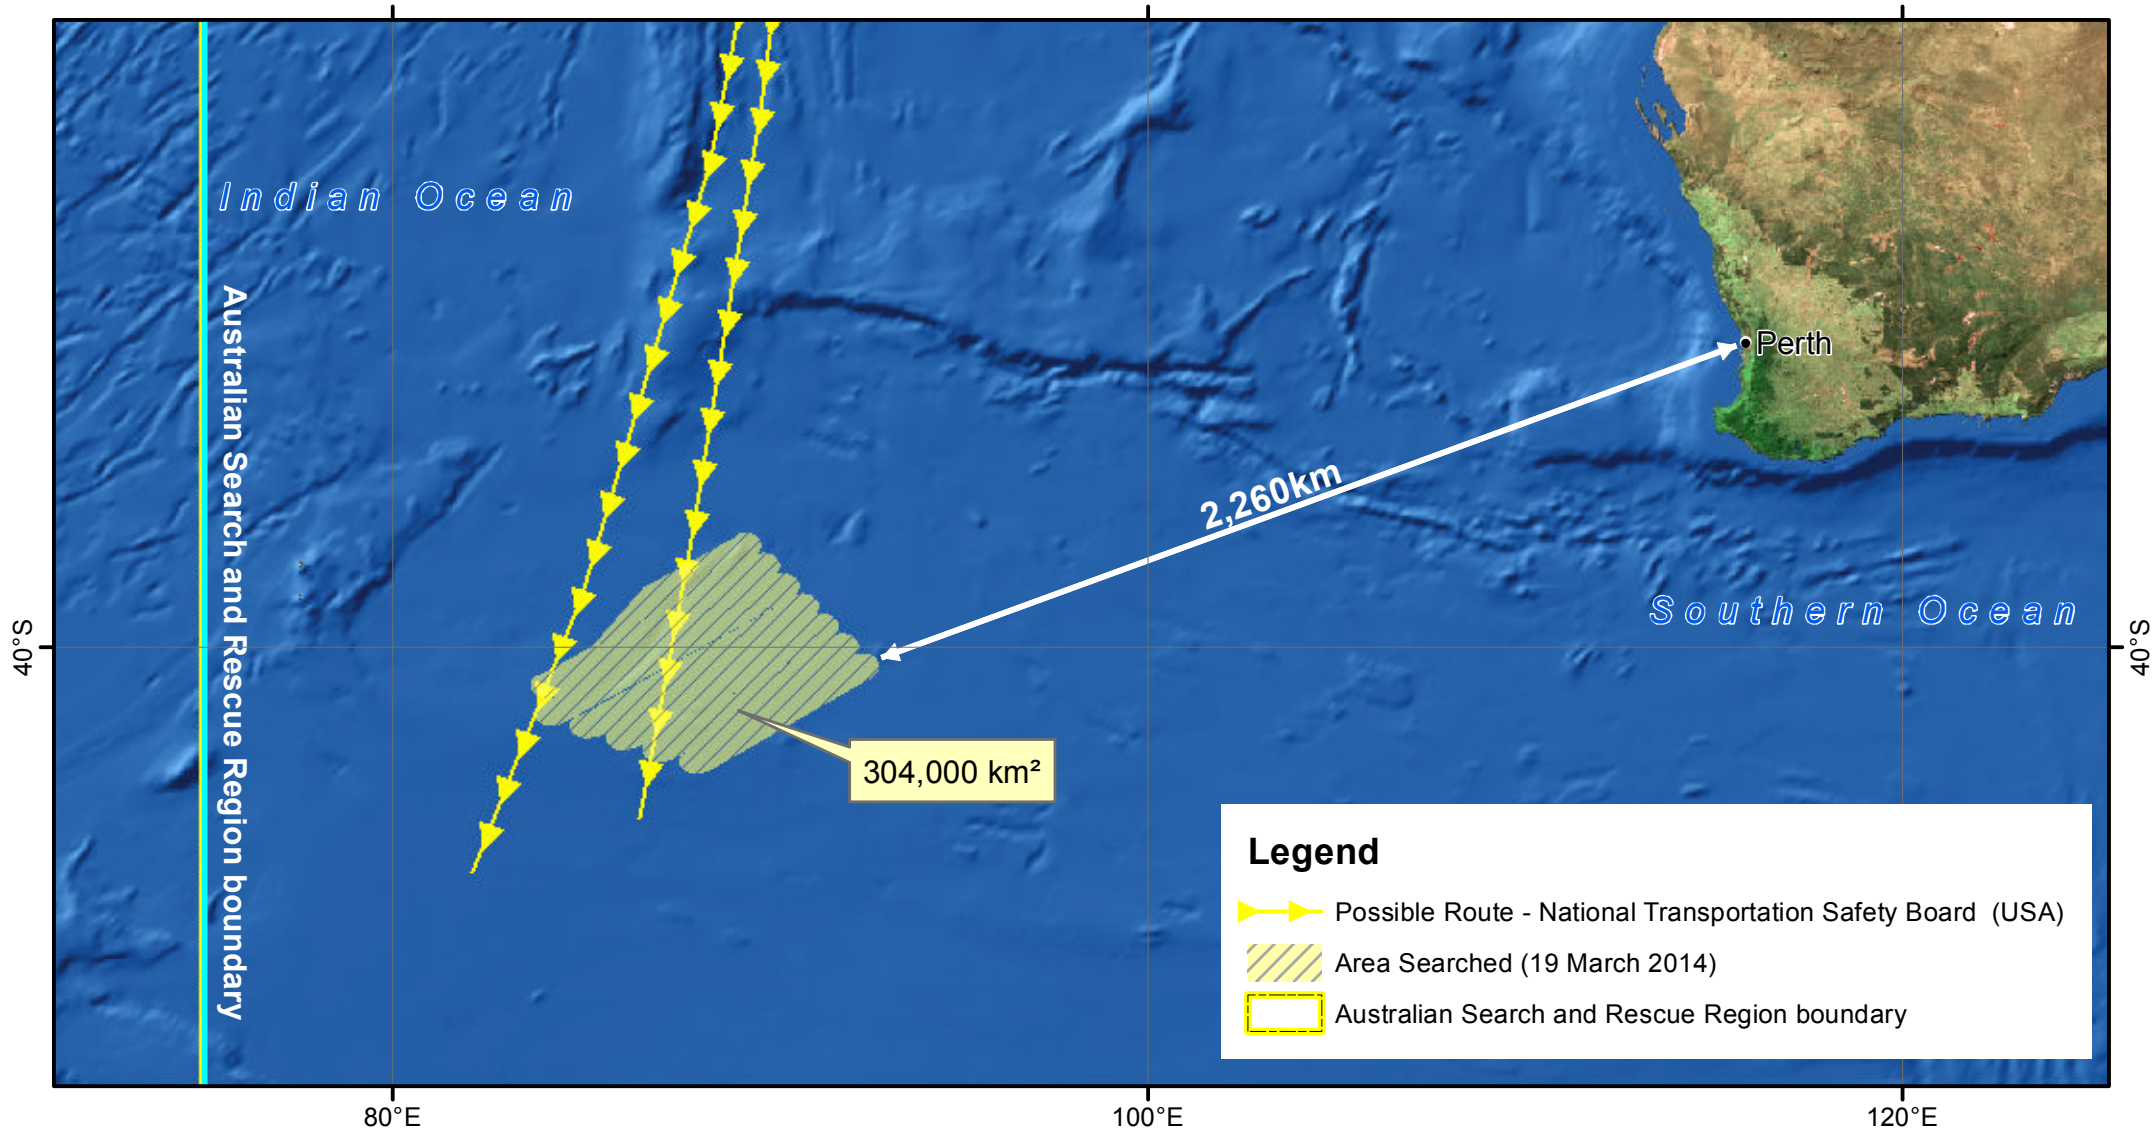 Indian Ocean
Australian Search and Rescue Region boundary
Perth
2,260km
Southern Ocean
40°S
40°S
304,000 km²
Legend
Possible Route - National Transportation Safety Board (USA)
Area Searched (19 March 2014)
Australian Search and Rescue Region boundary
80°E
100°E
120°E